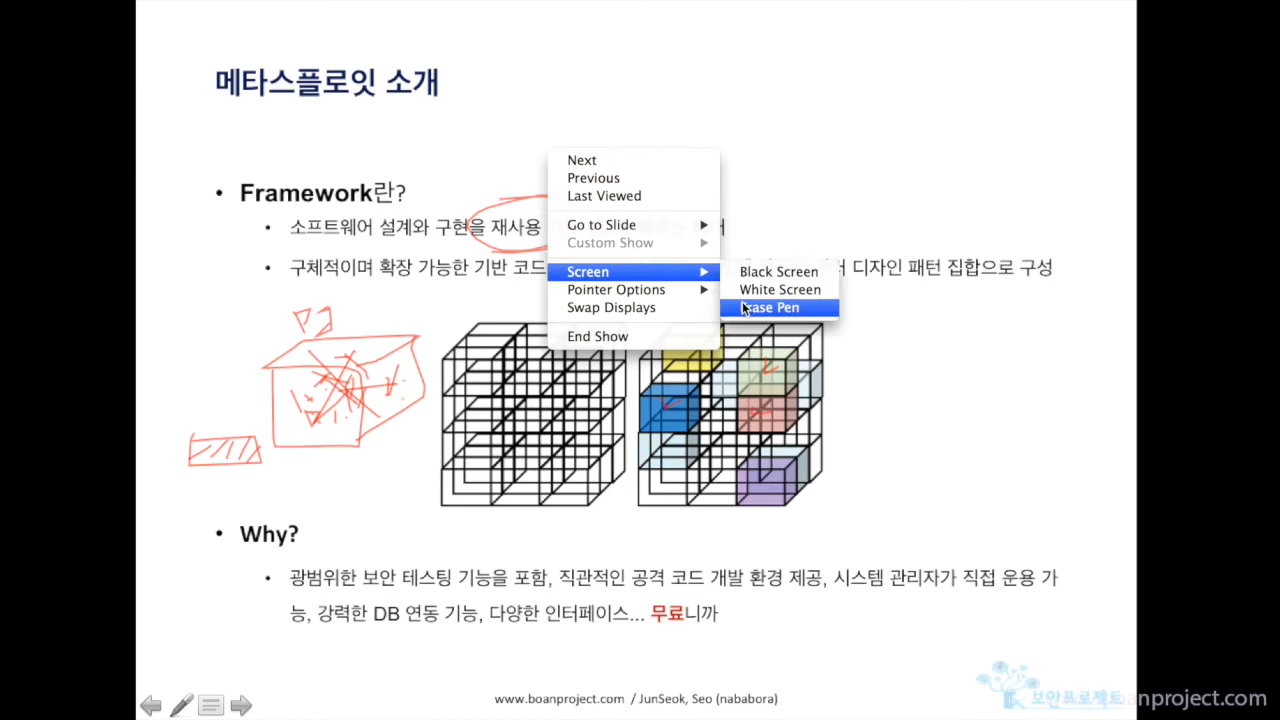 메타스플로잇 소개
• Framework란?
• 소프트웨어 설계와 구현을 재사용
• 구체적이며 확장 가능한 기반 코드 디자인 패턴 집합으로 구성
Next
Previous
Last Viewed
Go to Slide
Custom Show
Screen
Pointer Options
Swap Displays
End Show
Black Screen
White Screen
Erase Pen
• Why?
• 광범위한 보안 테스팅 기능을 포함, 직관적인 공격 코드 개발 환경 제공, 시스템 관리자가 직접 운용 가
능, 강력한 DB 연동 기능, 다양한 인터페이스... 무료니까
www.boanproject.com / JunSeok, Seo (nababora)
보안프로젝트
boanproject.com